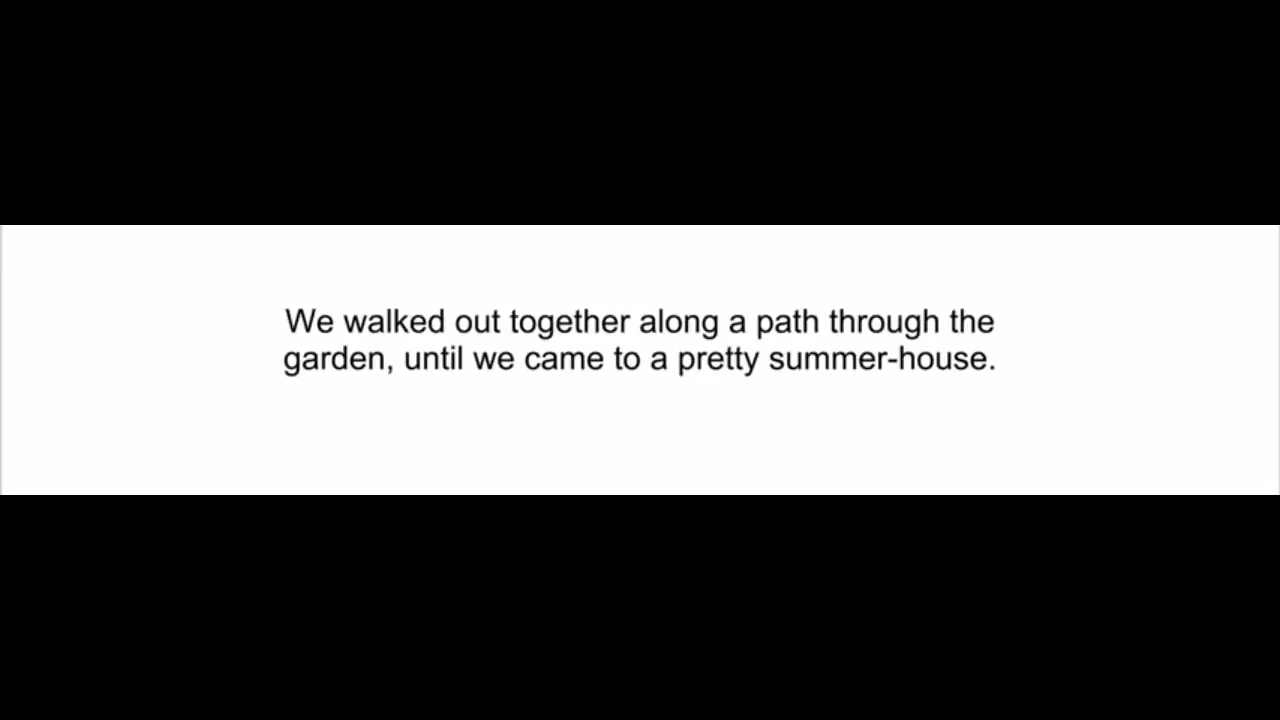 We walked out together along a path through the
garden, until we came to a pretty summer-house.